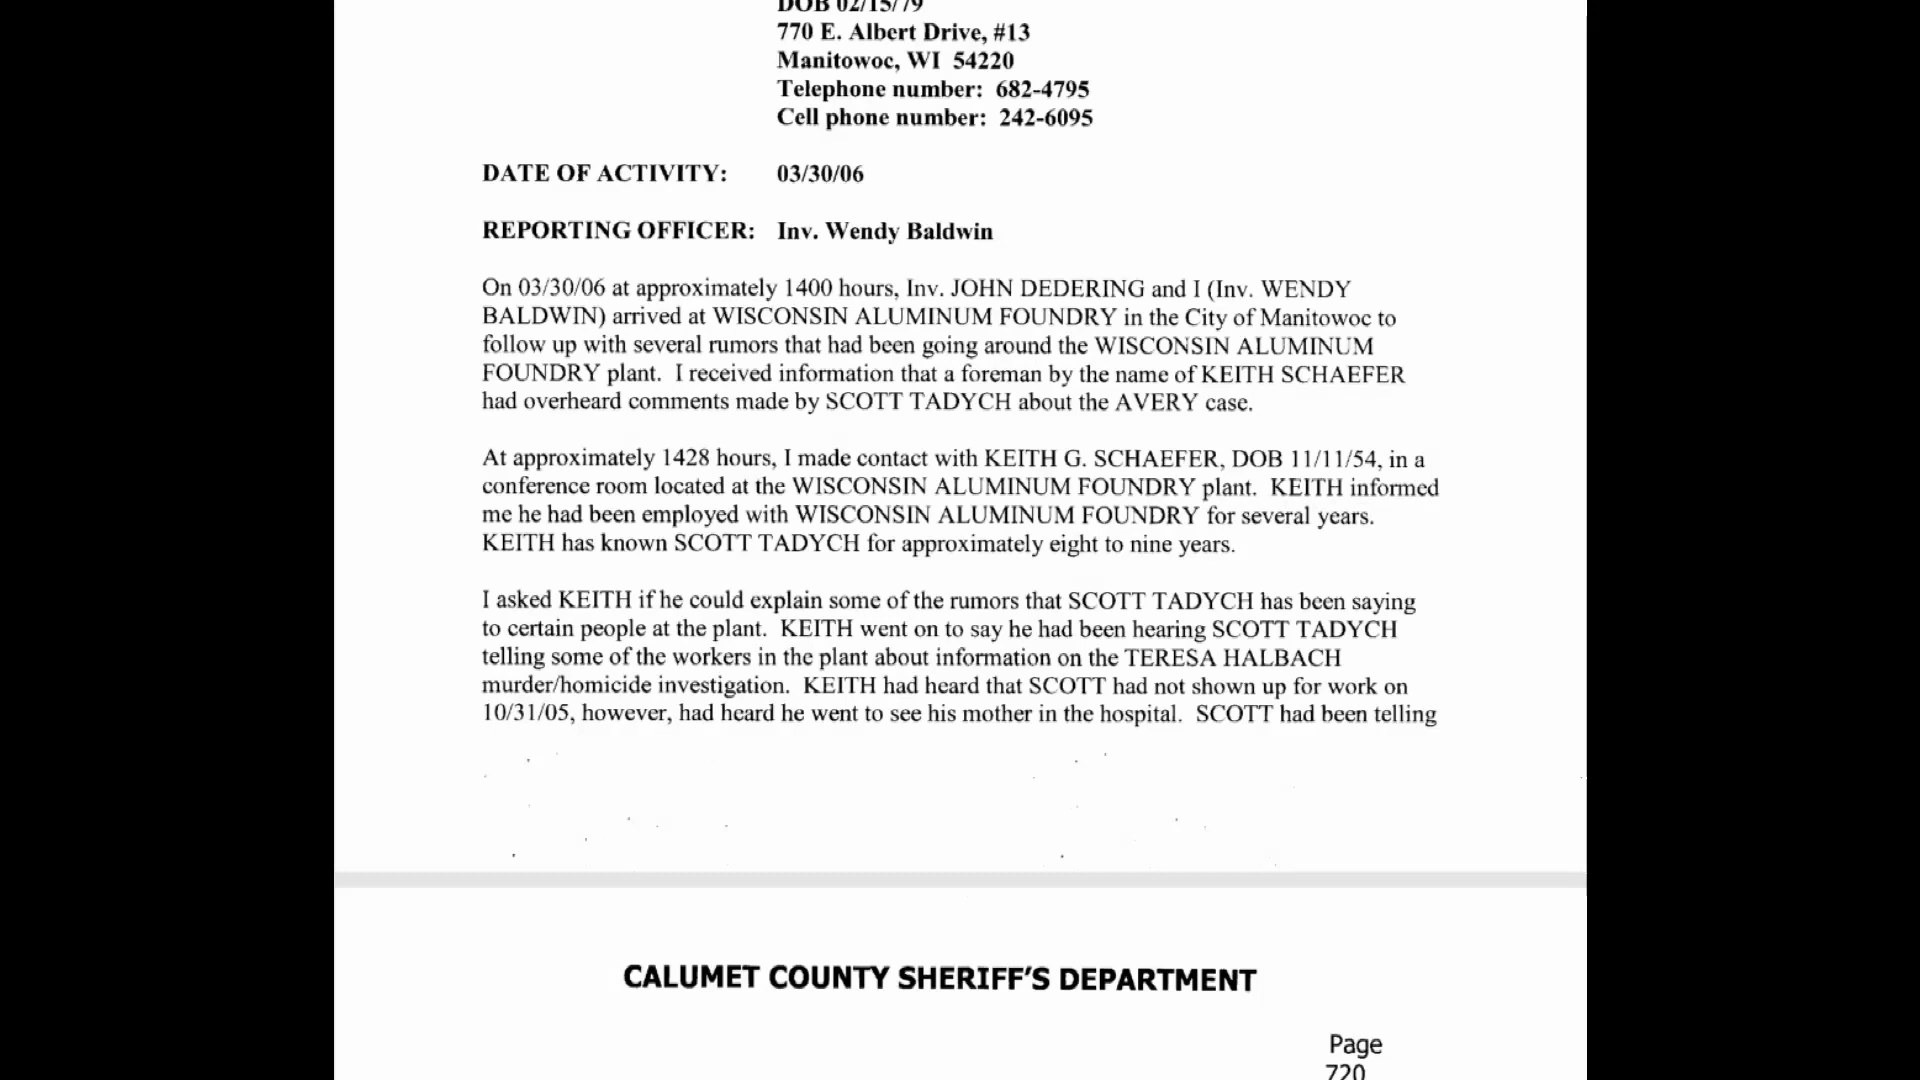 DOB 02/15/79
770 E. Albert Drive, #13
Manitowoc, WI 54220
Telephone number: 682-4795
Cell phone number: 242-6095
DATE OF ACTIVITY: 03/30/06
REPORTING OFFICER: Inv. Wendy Baldwin
On 03/30/06 at approximately 1400 hours, Inv. JOHN DEDERING and I (Inv. WENDY
BALDWIN) arrived at WISCONSIN ALUMINUM FOUNDRY in the City of Manitowoc to
follow up with several rumors that had been going around the WISCONSIN ALUMINUM
FOUNDRY plant. I received information that a foreman by the name of KEITH SCHAEFER
had overheard comments made by SCOTT TADYCH about the AVERY case.
At approximately 1428 hours, I made contact with KEITH G. SCHAEFER, DOB 11/11/54, in a
conference room located at the WISCONSIN ALUMINUM FOUNDRY plant. KEITH informed
me he had been employed with WISCONSIN ALUMINUM FOUNDRY for several years.
KEITH has known SCOTT TADYCH for approximately eight to nine years.
I asked KEITH if he could explain some of the rumors that SCOTT TADYCH has been saying
to certain people at the plant. KEITH went on to say he had been hearing SCOTT TADYCH
telling some of the workers in the plant about information on the TERESA HALBACH
murder/homicide investigation. KEITH had heard that SCOTT had not shown up for work on
10/31/05, however, had heard he went to see his mother in the hospital. SCOTT had been telling
CALUMET COUNTY SHERIFF'S DEPARTMENT
Page
720